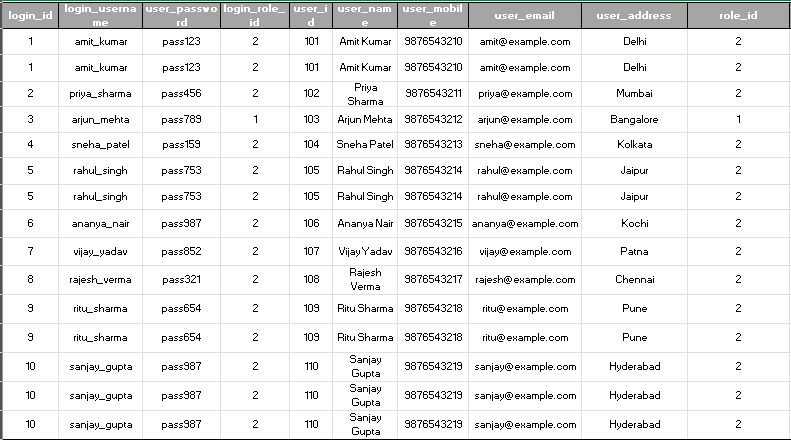 login_id login_username user_password login_role_id user_id user_name user_mobile user_email user_address role_id
1 amit_kumar pass123 2 101 Amit Kumar 9876543210 amit@example.com Delhi 2
1 amit_kumar pass123 2 101 Amit Kumar 9876543210 amit@example.com Delhi 2
2 priya_sharma pass456 2 102 Priya Sharma 9876543211 priya@example.com Mumbai 2
3 arjun_mehta pass789 1 103 Arjun Mehta 9876543212 arjun@example.com Bangalore 1
4 sneha_patel pass159 2 104 Sneha Patel 9876543213 sneha@example.com Kolkata 2
5 rahul_singh pass753 2 105 Rahul Singh 9876543214 rahul@example.com Jaipur 2
5 rahul_singh pass753 2 105 Rahul Singh 9876543214 rahul@example.com Jaipur 2
6 ananya_nair pass987 2 106 Ananya Nair 9876543215 ananya@example.com Kochi 2
7 vijay_yadav pass852 2 107 Vijay Yadav 9876543216 vijay@example.com Patna 2
8 rajesh_verma pass321 2 108 Rajesh Verma 9876543217 rajesh@example.com Chennai 2
9 ritu_sharma pass654 2 109 Ritu Sharma 9876543218 ritu@example.com Pune 2
9 ritu_sharma pass654 2 109 Ritu Sharma 9876543218 ritu@example.com Pune 2
10 sanjay_gupta pass987 2 110 Sanjay Gupta 9876543219 sanjay@example.com Hyderabad 2
10 sanjay_gupta pass987 2 110 Sanjay Gupta 9876543219 sanjay@example.com Hyderabad 2
10 sanjay_gupta pass987 2 110 Sanjay Gupta 9876543219 sanjay@example.com Hyderabad 2